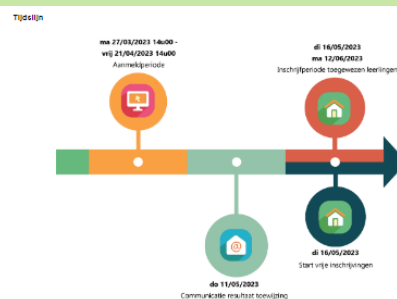 Tijdslijn
ma 27/03/2023 14u00 -
vrij 21/04/2023 14u00
Aanmeldperiode
di 16/05/2023
ma 12/06/2023
Inschrijfperiode toegewezen leerlingen
do 11/05/2023
Communicatie resultaat toewijzing
di 16/05/2023
Start vrije inschrijvingen